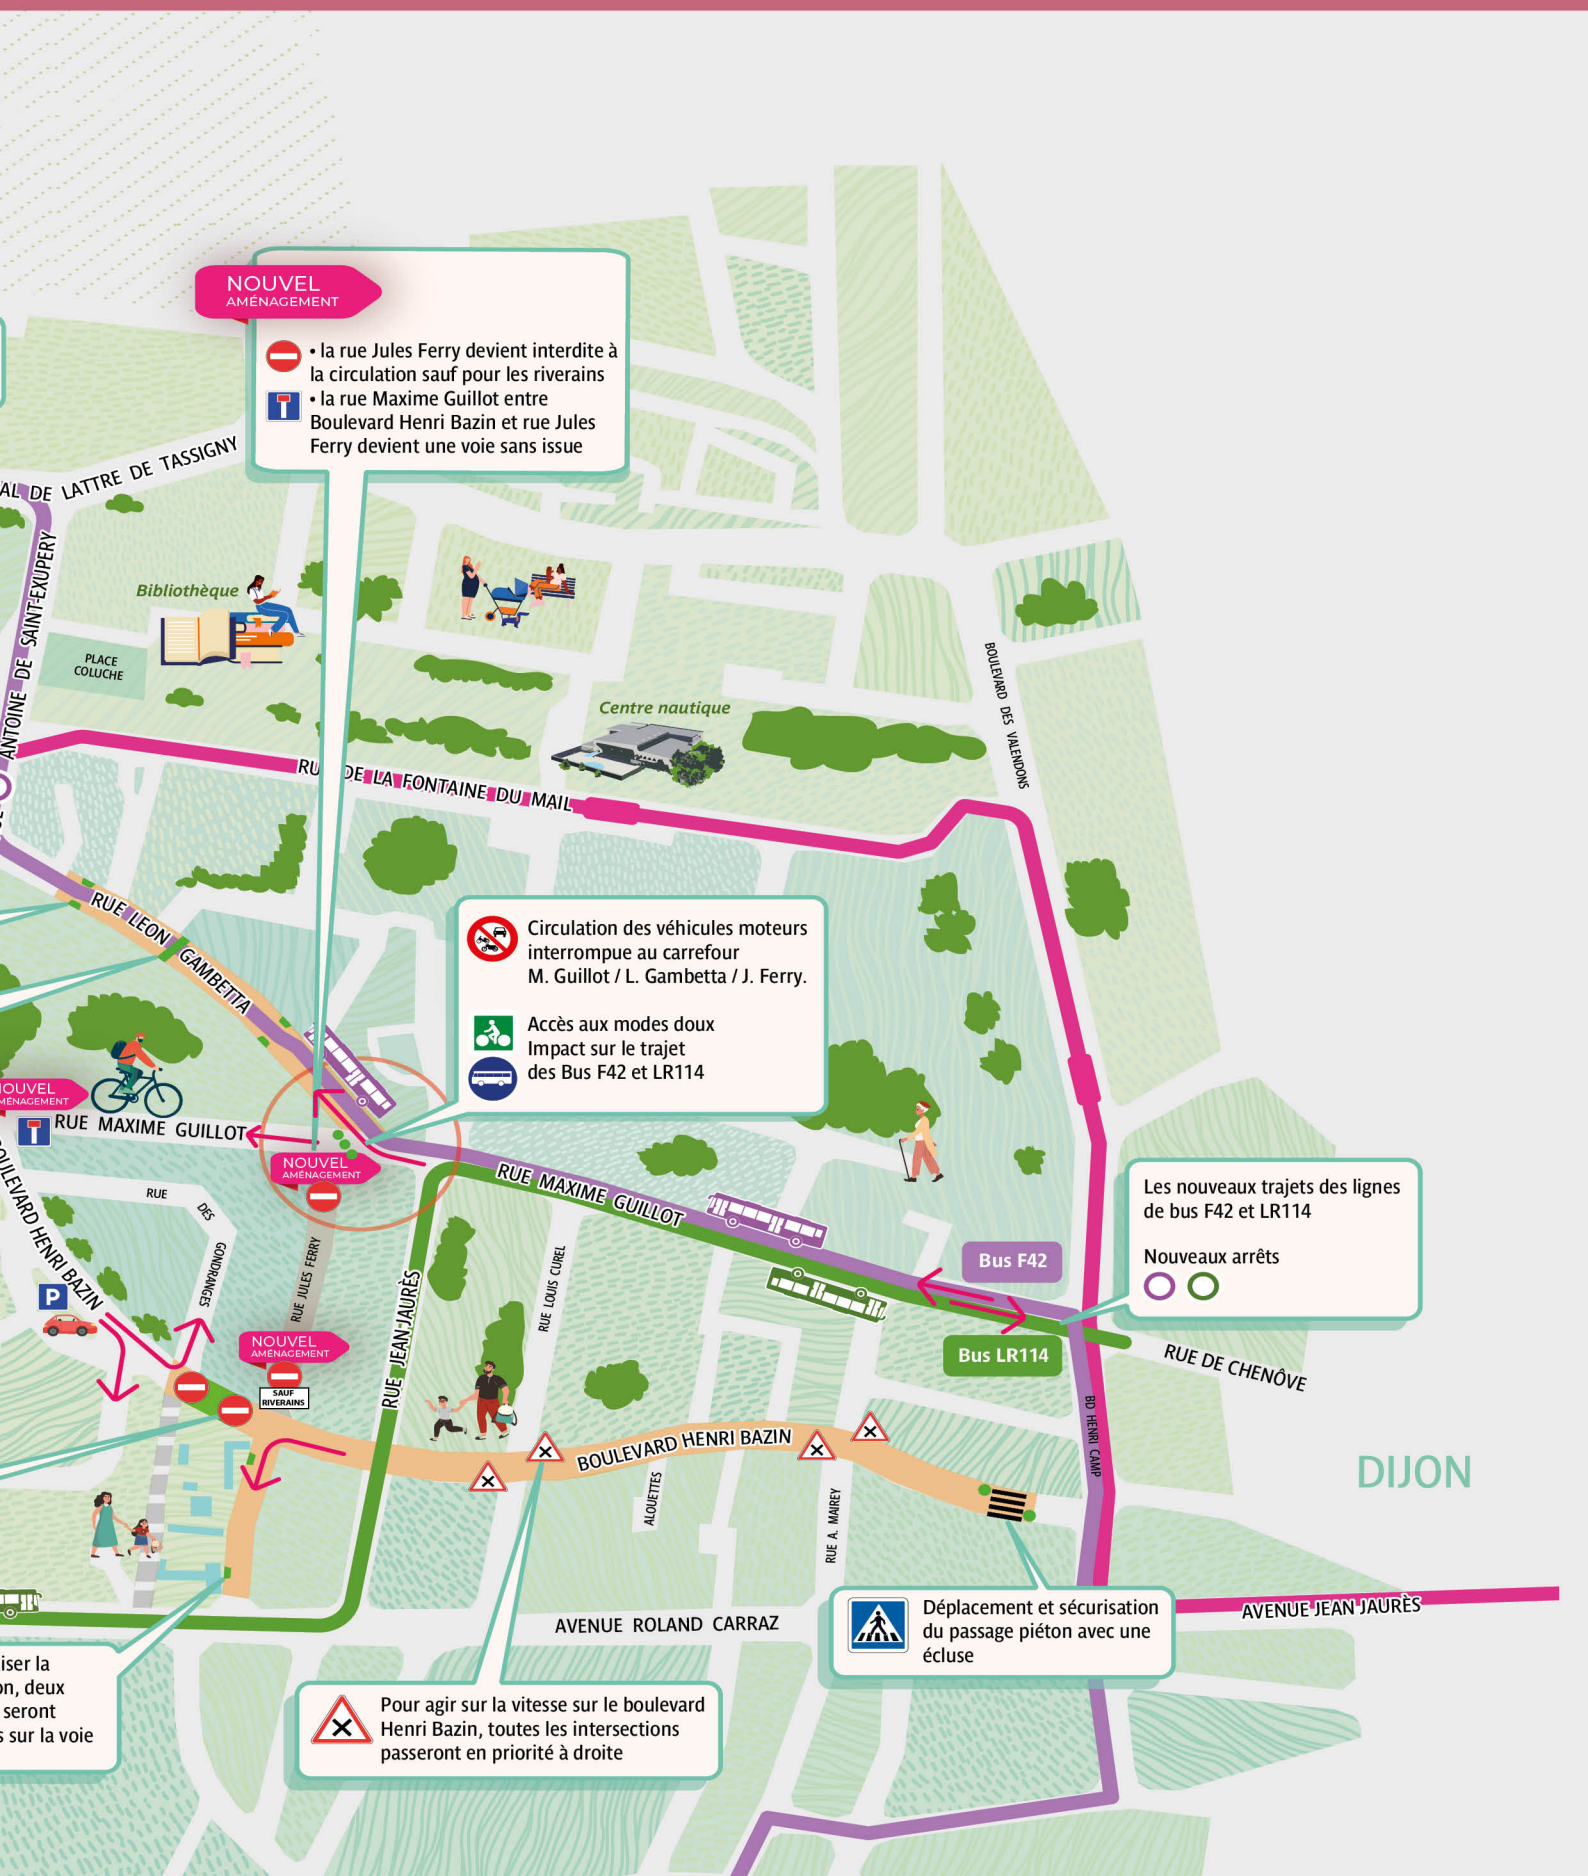 NOUVEL
AMÉNAGEMENT
• la rue Jules Ferry devient interdite à
la circulation sauf pour les riverains
• la rue Maxime Guillot entre
Boulevard Henri Bazin et rue Jules
Ferry devient une voie sans issue
AL DE LATTRE DE TASSIGNY
ANTOINE DE SAINT-EXUPERY
Bibliothèque
PLACE
COLUCHE
Centre nautique
BOULEVARD DES VALENDONS
RUE DE LA FONTAINE DU MAIL
RUE LEON GAMBETTA
Circulation des véhicules moteurs
interrompue au carrefour
M. Guillot / L. Gambetta / J. Ferry.
Accès aux modes doux
Impact sur le trajet
des Bus F42 et LR114
NOUVEL
AMÉNAGEMENT
RUE MAXIME GUILLOT
NOUVEL
AMÉNAGEMENT
RUE MAXIME GUILLOT
BOULEVARD HENRI BAZIN
RUE DES GONDRANGES
RUE JULES FERRY
RUE JEAN JAURÈS
RUE LOUIS CUREL
Les nouveaux trajets des lignes
de bus F42 et LR114
Nouveaux arrêts
Bus F42
Bus LR114
RUE DE CHENÔVE
P
NOUVEL
AMÉNAGEMENT
SAUF
RIVERAINS
BOULEVARD HENRI BAZIN
ALOUETTES
RUE A. MAIREY
BD HENRI CAMP
DIJON
AVENUE ROLAND CARRAZ
AVENUE JEAN JAURÈS
Déplacement et sécurisation
du passage piéton avec une
écluse
iser la
on, deux
seront
s sur la voie
Pour agir sur la vitesse sur le boulevard
Henri Bazin, toutes les intersections
passeront en priorité à droite